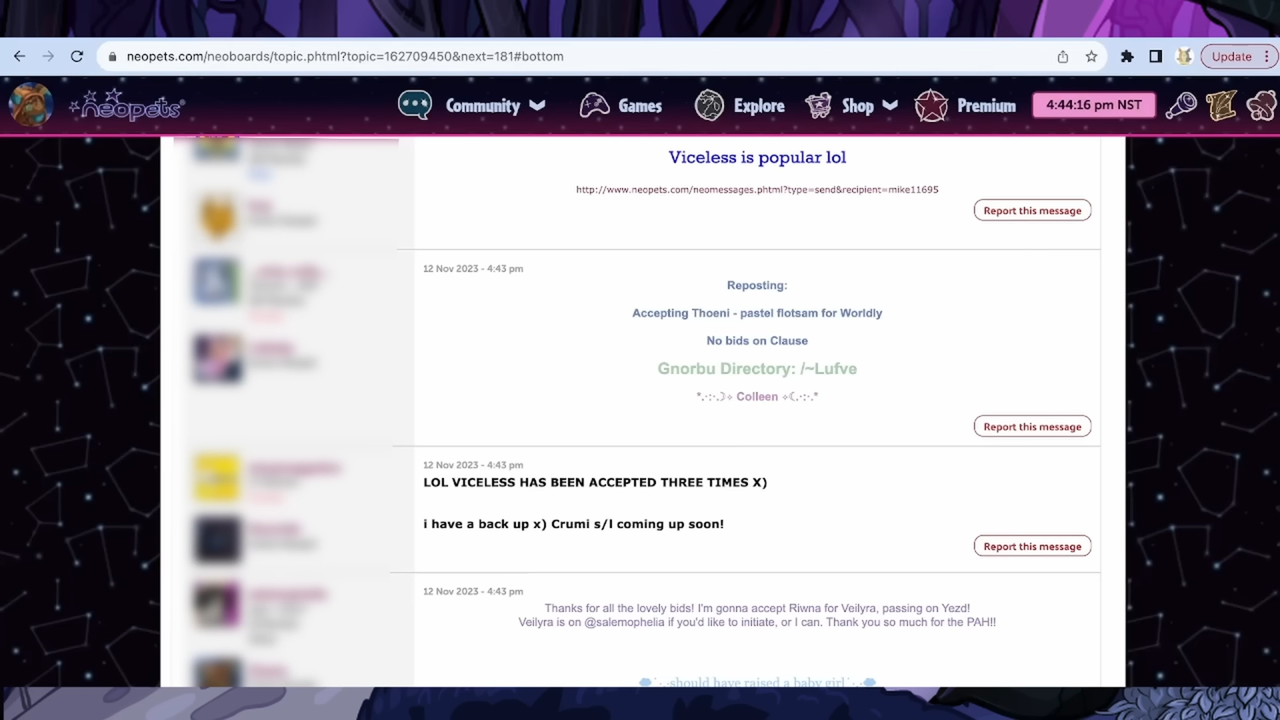 neopets.com/neoboards/topic.phtml?topic=162709450&next=181#bottom
Update
neopets
Community
Games
Explore
Shop
Premium
4:44:16 pm NST
Viceless is popular lol
http://www.neopets.com/neomessages.phtml?type=send&recipient=mike11695
Report this message
12 Nov 2023 - 4:43 pm
Reposting:
Accepting Thoeni - pastel flotsam for Worldly
No bids on Clause
Gnorbu Directory: /~Lufve
*.·:·.☽✧ Colleen ✧☾.·:·.*
Report this message
12 Nov 2023 - 4:43 pm
LOL VICELESS HAS BEEN ACCEPTED THREE TIMES X)
i have a back up x) Crumi s/l coming up soon!
Report this message
12 Nov 2023 - 4:43 pm
Thanks for all the lovely bids! I'm gonna accept Riwna for Veilyra, passing on Yezd!
Veilyra is on @salemophelia if you'd like to initiate, or I can. Thank you so much for the PAH!!
should have raised a baby girl